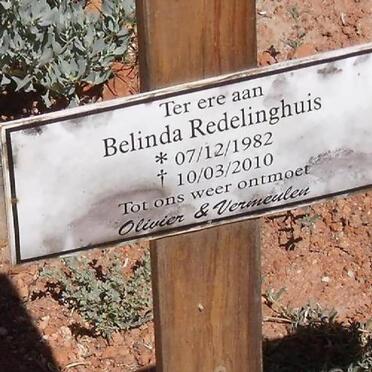 Ter ere aan
Belinda Redelinghuis
* 07/12/1982
† 10/03/2010
Tot ons weer ontmoet
Olivier & Vermeulen